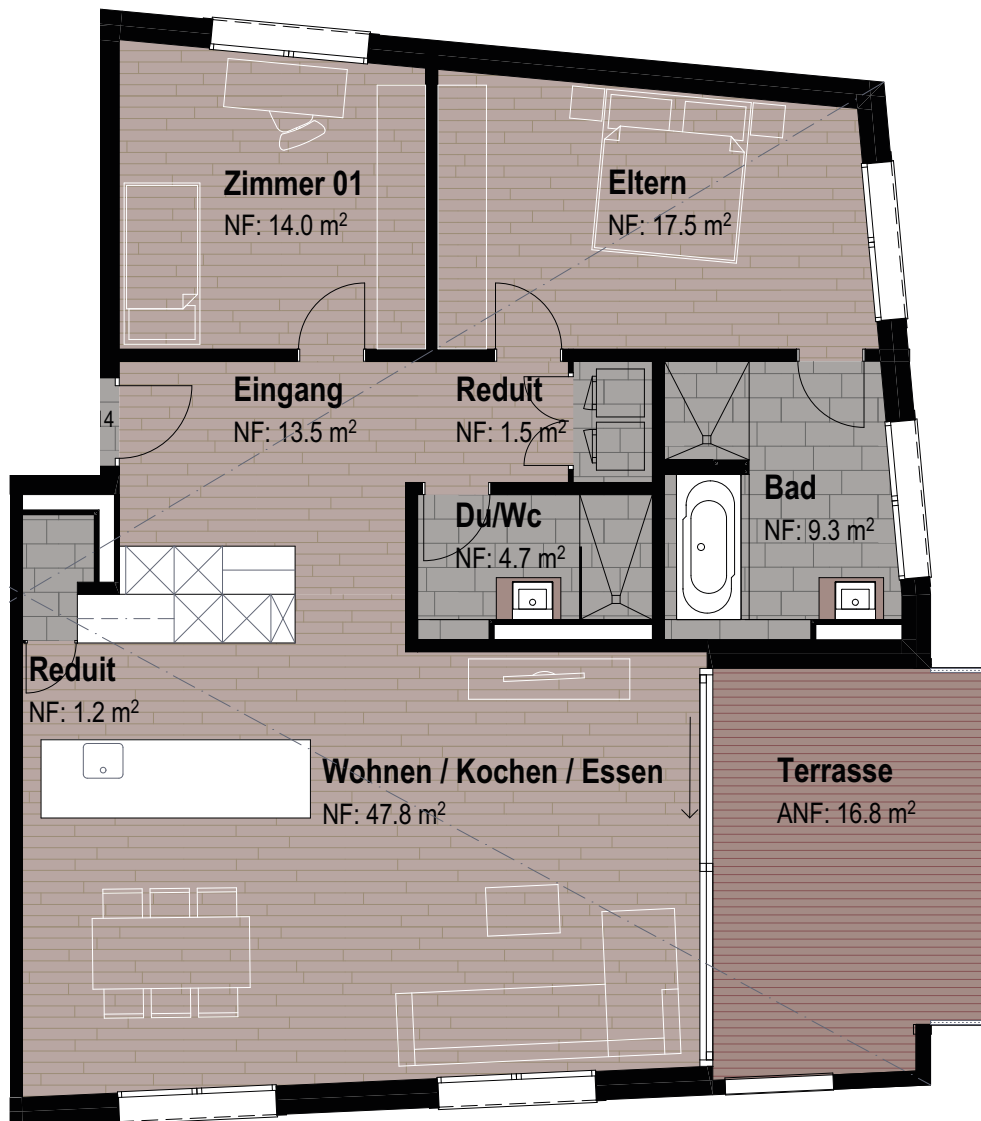 Zimmer 01
NF: 14.0 m²
Eltern
NF: 17.5 m²
Eingang
NF: 13.5 m²
Reduit
NF: 1.5 m²
Du/Wc
NF: 4.7 m²
Bad
NF: 9.3 m²
Reduit
NF: 1.2 m²
Wohnen / Kochen / Essen
NF: 47.8 m²
Terrasse
ANF: 16.8 m²